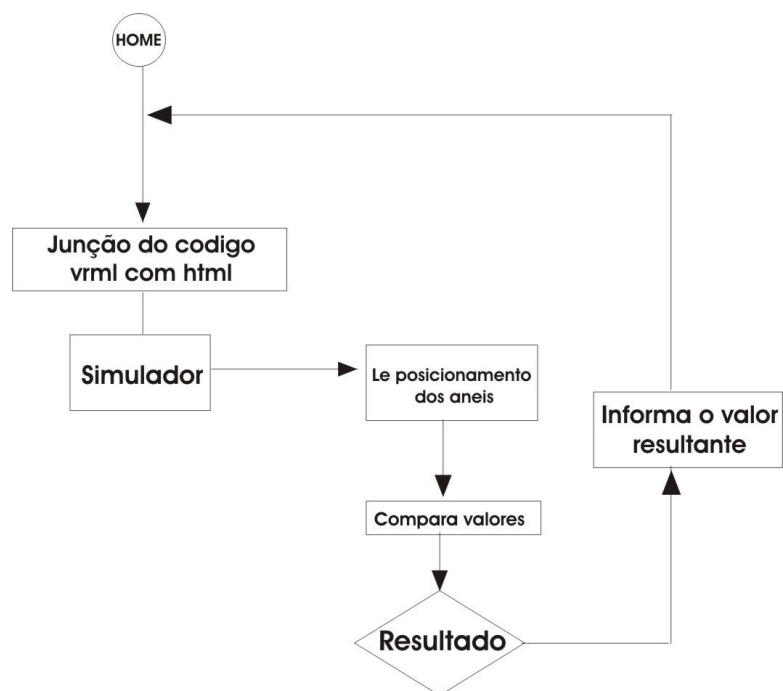 HOME
Junção do codigo
vrml com html
Simulador
Le posicionamento
dos aneis
Informa o valor
resultante
Compara valores
Resultado